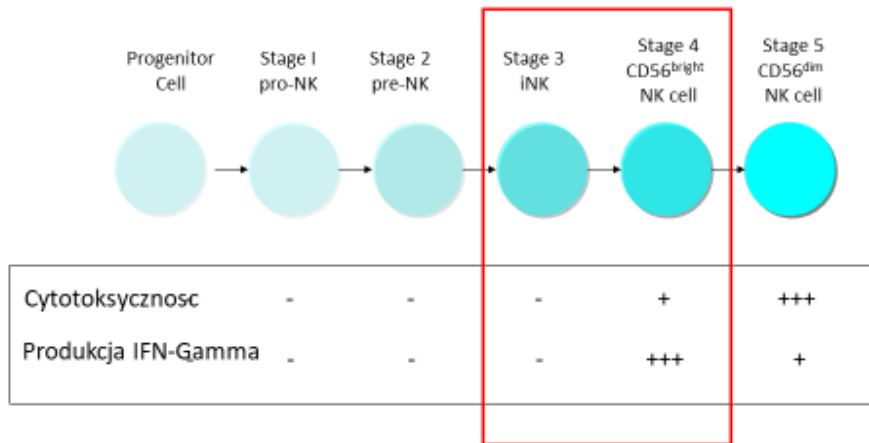 Progenitor
Cell
Stage I
pro-NK
Stage 2
pre-NK
Stage 3
iNK
Stage 4
CD56bright
NK cell
Stage 5
CD56dim
NK cell
Cytotoksycznosc - - - - + +++
Produkcja IFN-Gamma - - - - +++ +